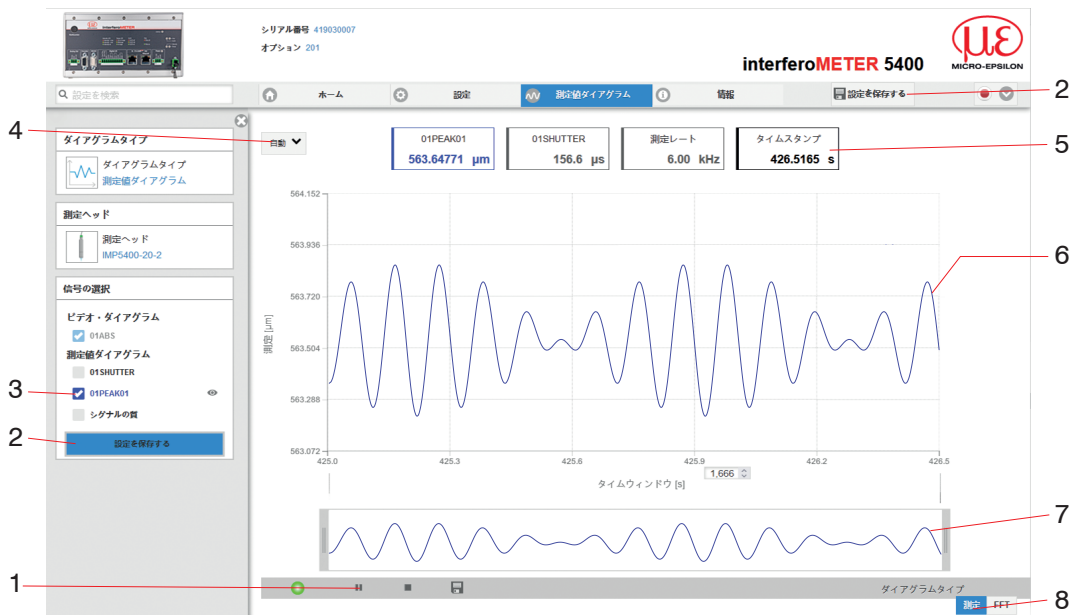 interferoMETER
シリアル番号 419030007
オプション 201
interferoMETER 5400
με
MICRO-EPSILON
設定を検索
ホーム
設定
測定値ダイアグラム
情報
設定を保存する
2
4
ダイアグラムタイプ
ダイアグラムタイプ
測定値ダイアグラム
測定ヘッド
測定ヘッド
IMP5400-20-2
信号の選択
ビデオ・ダイアグラム
01ABS
測定値ダイアグラム
01SHUTTER
3
01PEAK01
シグナルの質
2
設定を保存する
自動
01PEAK01
563.64771 µm
01SHUTTER
156.6 µs
測定レート
6.00 kHz
タイムスタンプ
426.5165 s
5
564.152
563.936
563.720
563.504
563.288
563.072
測定 [µm]
6
425.0
425.3
425.6
425.9
426.2
426.5
1,666
タイムウィンドウ [s]
7
1
ダイアグラムタイプ
測定
FFT
8